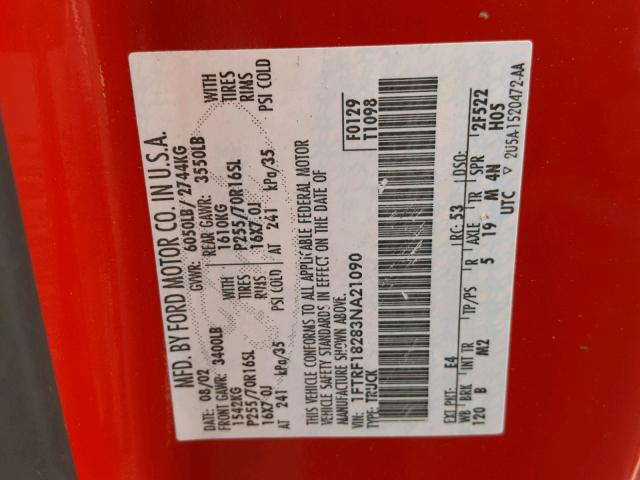 MFD. BY FORD MOTOR CO. IN U.S.A.
DATE: 08/02 GVWR: 6050LB/ 2744KG
FRONT GAWR: 3400LB REAR GAWR: 3550LB WITH
1542KG 1610KG TIRES
P255/70R16SL P255/70R16SL RIMS
16X7.0J WITH TIRES RIMS 16X7.0J
AT 241 kPa/35 PSI COLD AT 241 kPa/35 PSI COLD
THIS VEHICLE CONFORMS TO ALL APPLICABLE FEDERAL MOTOR
VEHICLE SAFETY STANDARDS IN EFFECT ON THE DATE OF
MANUFACTURE SHOWN ABOVE.
VIN: 1FTRF18283NA21090 F0129
TYPE: TRUCK T1098
EXT PNT: E4 RC: 53 DSO:
WB BRK INT TR TP/PS R AXLE TR SPR 2F522
120 B M2 5 19 M 4N H05
UTC ▽ 2U5A-1520472-AA